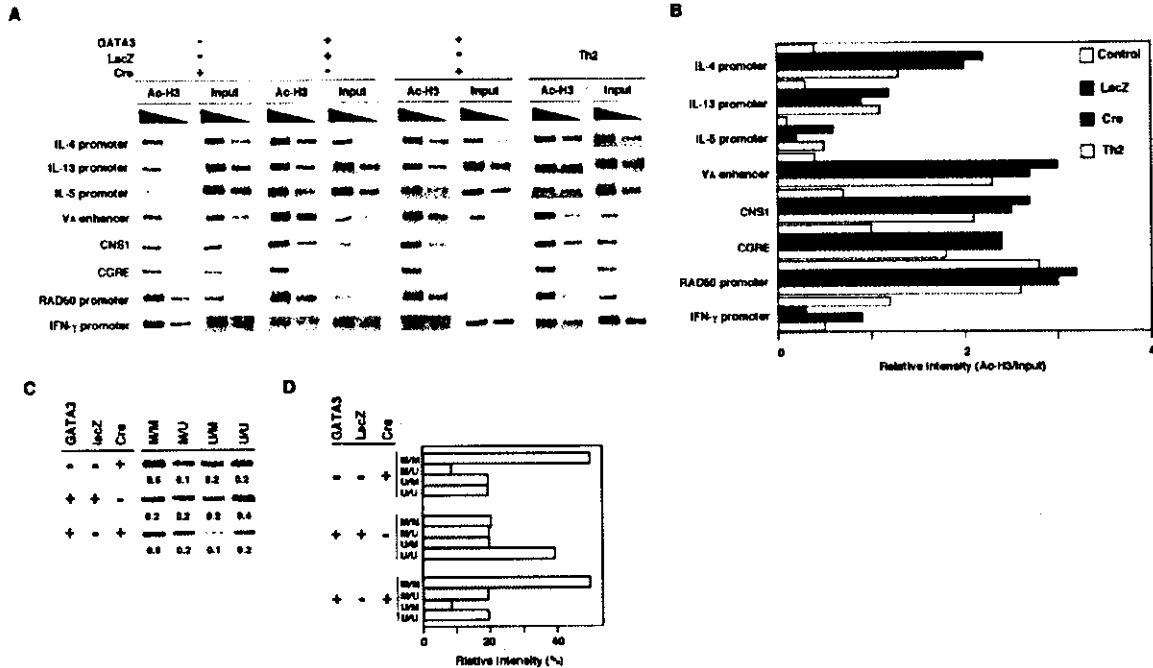 A
GATA3 - + +
LacZ - + - Th2
Cre + - +
Ac-H3 Input Ac-H3 Input Ac-H3 Input Ac-H3 Input
IL-4 promoter
IL-13 promoter
IL-5 promoter
VA enhancer
CNS1
CGRE
RAD50 promoter
IFN-γ promoter
B
IL-4 promoter
IL-13 promoter
IL-5 promoter
VA enhancer
CNS1
CGRE
RAD50 promoter
IFN-γ promoter
Control
LacZ
Cre
Th2
0 2 4
Relative Intensity (Ac-H3/Input)
C
GATA3 lacZ Cre M/M M/U U/M U/U
- - +
0.5 0.1 0.2 0.2
+ + -
0.2 0.2 0.2 0.4
+ - +
0.5 0.2 0.1 0.2
D
GATA3 LacZ Cre
- - +
M/M
M/U
U/M
U/U
+ + -
M/M
M/U
U/M
U/U
+ - +
M/M
M/U
U/M
U/U
0 20 40
Relative Intensity (%)